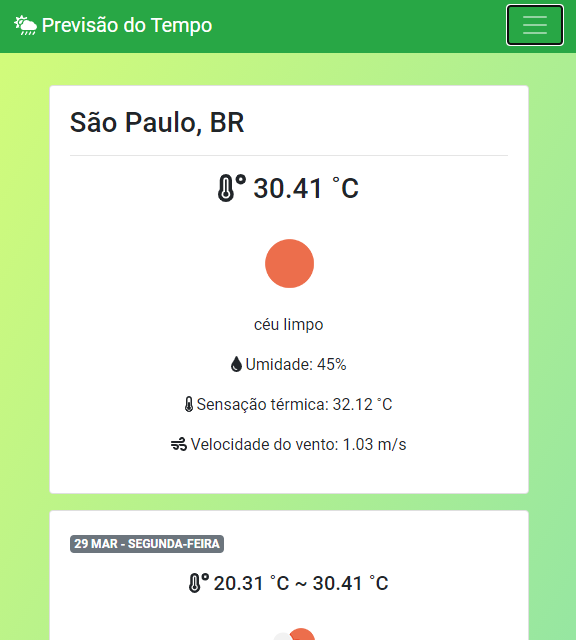 Previsão do Tempo
São Paulo, BR
30.41 °C
céu limpo
Umidade: 45%
Sensação térmica: 32.12 °C
Velocidade do vento: 1.03 m/s
29 MAR - SEGUNDA-FEIRA
20.31 °C ~ 30.41 °C